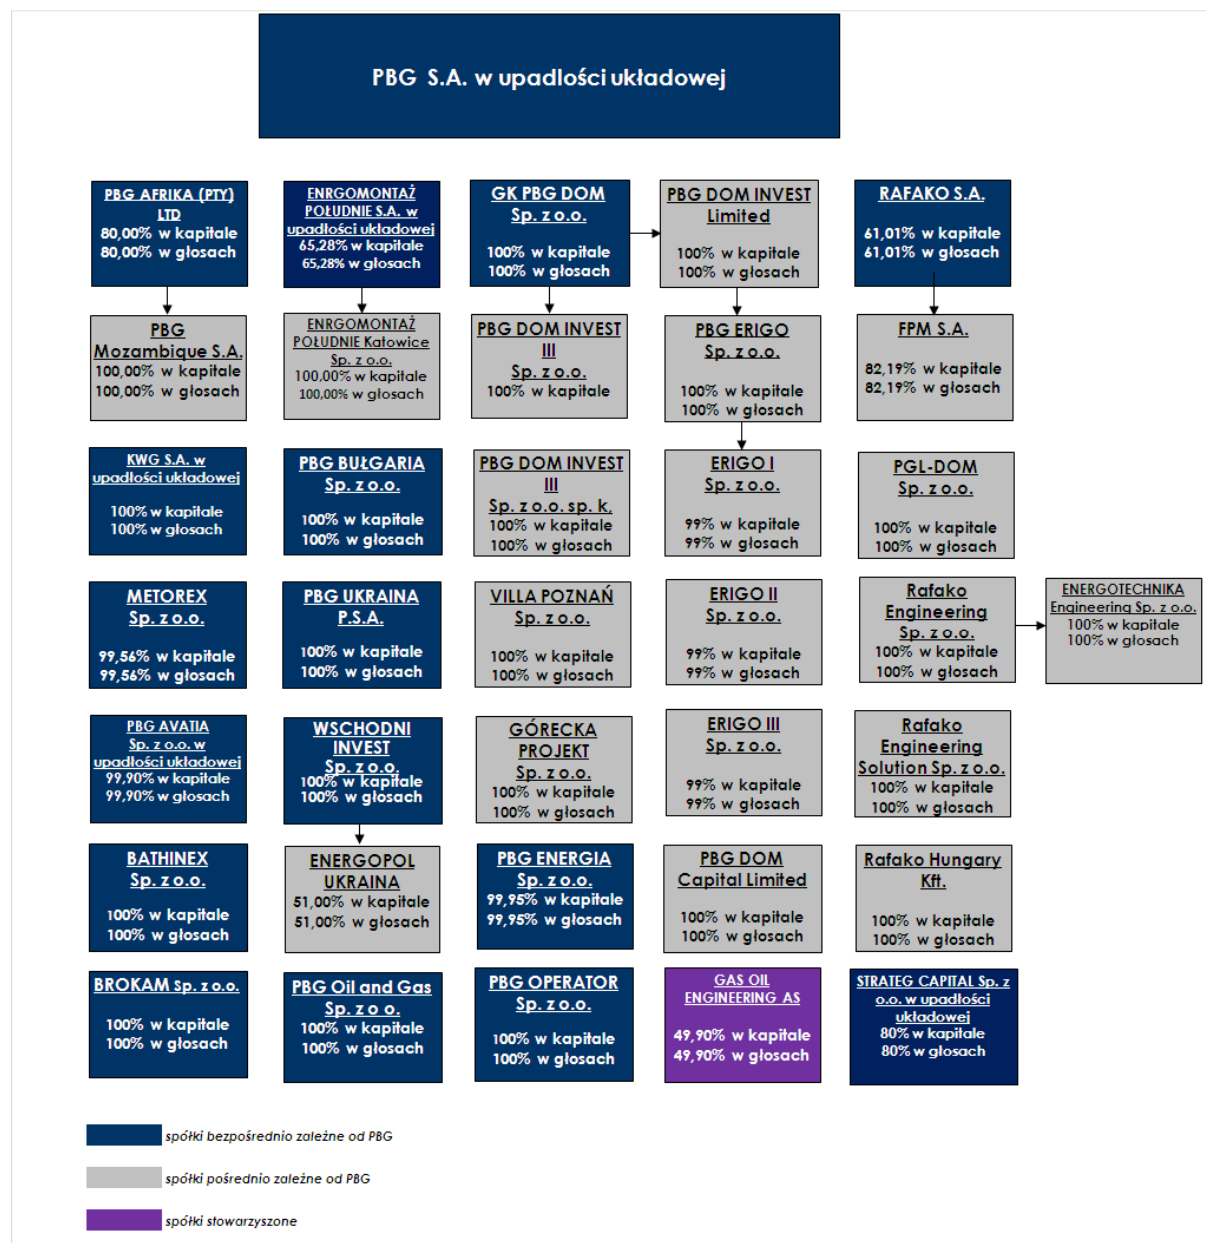 PBG S.A. w upadlości układowej
PBG AFRIKA (PTY)
LTD
80,00% w kapitale
80,00% w głosach
ENRGOMONTAŻ
POŁUDNIE S.A. w
upadłości układowej
65,28% w kapitale
65,28% w głosach
GK PBG DOM
Sp. z o.o.
100% w kapitale
100% w głosach
PBG DOM INVEST
Limited
100% w kapitale
100% w głosach
RAFAKO S.A.
61,01% w kapitale
61,01% w głosach
PBG
Mozambique S.A.
100,00% w kapitale
100,00% w głosach
ENRGOMONTAŻ
POŁUDNIE Katowice
Sp. z o.o.
100,00% w kapitale
100,00% w głosach
PBG DOM INVEST
III
Sp. z o.o.
100% w kapitale
PBG ERIGO
Sp. z o.o.
100% w kapitale
100% w głosach
FPM S.A.
82,19% w kapitale
82,19% w głosach
KWG S.A. w
upadłości układowej
100% w kapitale
100% w głosach
PBG BUŁGARIA
Sp. z o.o.
100% w kapitale
100% w głosach
PBG DOM INVEST
III
Sp. z o.o. sp. k.
100% w kapitale
100% w głosach
ERIGO I
Sp. z o.o.
99% w kapitale
99% w głosach
PGL-DOM
Sp. z o.o.
100% w kapitale
100% w głosach
METOREX
Sp. z o.o.
99,56% w kapitale
99,56% w głosach
PBG UKRAINA
P.S.A.
100% w kapitale
100% w głosach
VILLA POZNAŃ
Sp. z o.o.
100% w kapitale
100% w głosach
ERIGO II
Sp. z o.o.
99% w kapitale
99% w głosach
Rafako
Engineering
Sp. z o.o.
100% w kapitale
100% w głosach
ENERGOTECHNIKA
Engineering Sp. z o.o.
100% w kapitale
100% w głosach
PBG AVATIA
Sp. z o.o. w
upadłości układowej
99,90% w kapitale
99,90% w głosach
WSCHODNI
INVEST
Sp. z o.o.
100% w kapitale
100% w głosach
GÓRECKA
PROJEKT
Sp. z o.o.
100% w kapitale
100% w głosach
ERIGO III
Sp. z o.o.
99% w kapitale
99% w głosach
Rafako
Engineering
Solution Sp. z o.o.
100% w kapitale
100% w głosach
BATHINEX
Sp. z o.o.
100% w kapitale
100% w głosach
ENERGOPOL
UKRAINA
51,00% w kapitale
51,00% w głosach
PBG ENERGIA
Sp. z o.o.
99,95% w kapitale
99,95% w głosach
PBG DOM
Capital Limited
100% w kapitale
100% w głosach
Rafako Hungary
Kft.
100% w kapitale
100% w głosach
BROKAM Sp. z o.o.
100% w kapitale
100% w głosach
PBG Oil and Gas
Sp. z o o.
100% w kapitale
100% w głosach
PBG OPERATOR
Sp. z o.o.
100% w kapitale
100% w głosach
GAS OIL
ENGINEERING AS
49,90% w kapitale
49,90% w głosach
STRATEG CAPITAL Sp. z
o.o. w upadłości
układowej
80% w kapitale
80% w głosach
spółki bezpośrednio zależne od PBG
spółki pośrednio zależne od PBG
spółki stowarzyszone